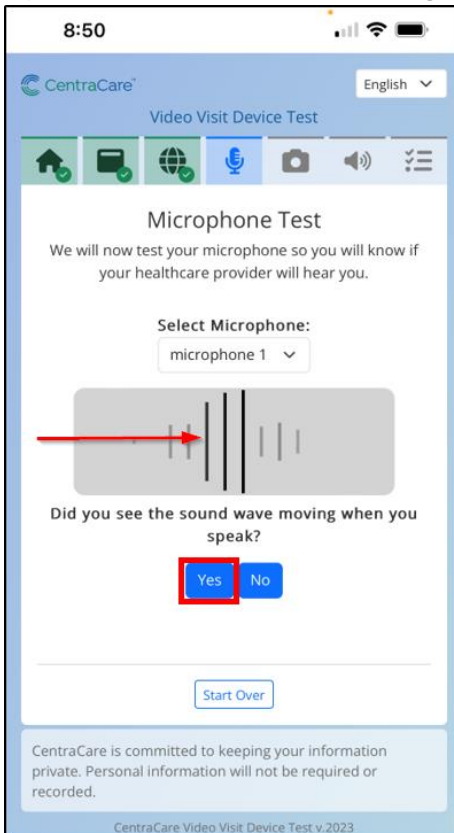 8:50
CentraCare™
English
Video Visit Device Test
Microphone Test
We will now test your microphone so you will know if
your healthcare provider will hear you.
Select Microphone:
microphone 1
Did you see the sound wave moving when you
speak?
Yes No
Start Over
CentraCare is committed to keeping your information
private. Personal information will not be required or
recorded.
CentraCare Video Visit Device Test v.2023